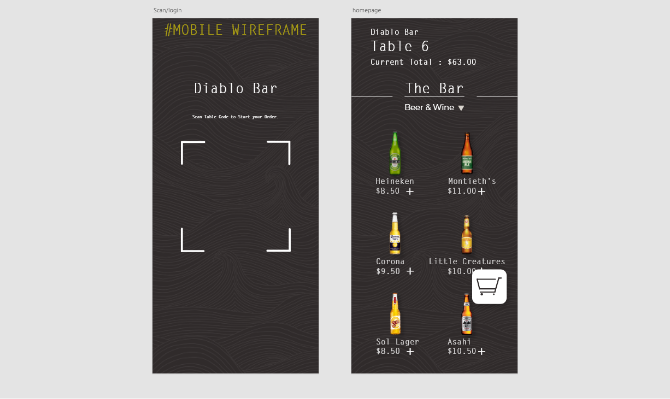 Scan/login
#MOBILE WIREFRAME
Diablo Bar
Scan Table Code to Start your Order
homepage
Diablo Bar
Table 6
Current Total : $63.00
The Bar
Beer & Wine ▼
Heineken
$8.50 +
Montieth's
$11.00+
Corona
$9.50 +
Little Creatures
$10.00+
Sol Lager
$8.50 +
Asahi
$10.50+